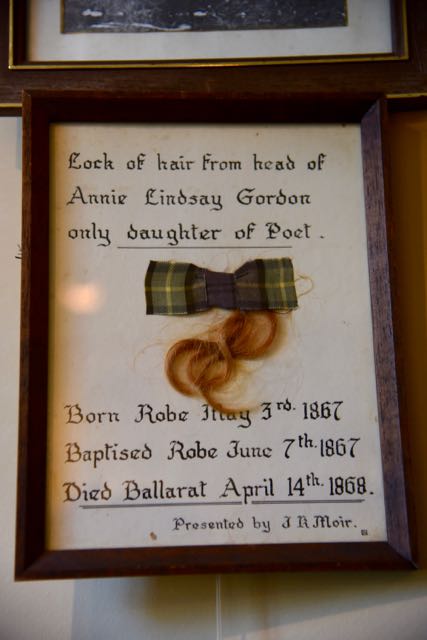 Lock of hair from head of
Annie Lindsay Gordon
only daughter of Poet.
Born Robe May 3rd. 1867
Baptised Robe June 7th. 1867
Died Ballarat April 14th. 1868.
Presented by J K Moir.